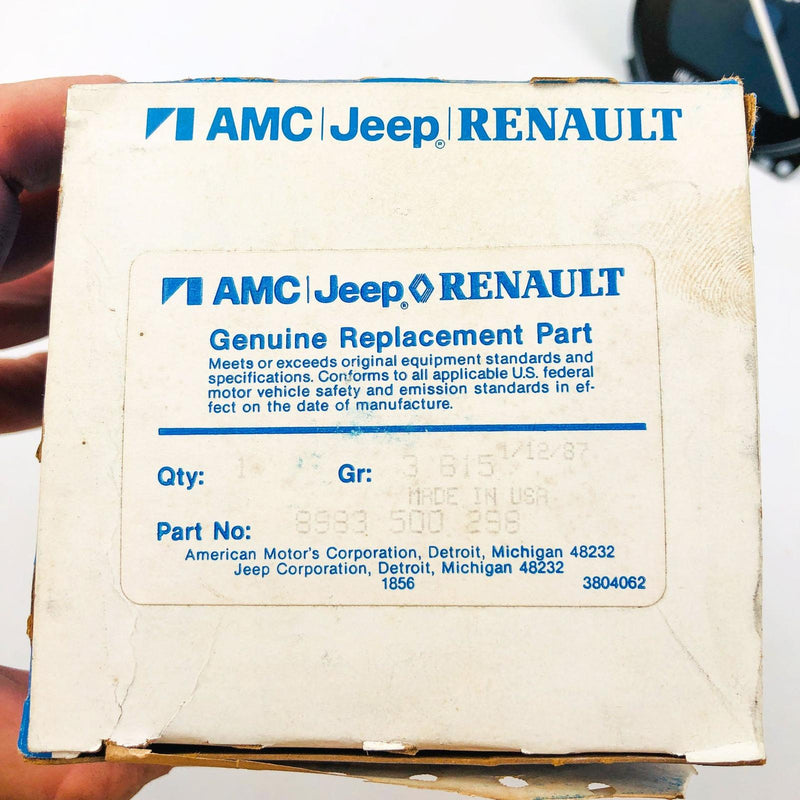 AMC|Jeep®|RENAULT
AMC|Jeep® RENAULT
Genuine Replacement Part
Meets or exceeds original equipment standards and
specifications. Conforms to all applicable U.S. federal
motor vehicle safety and emission standards in ef-
fect on the date of manufacture.
1/12/87
Qty: 1 Gr: 3 615
MADE IN USA
Part No: 8983 500 298
American Motor's Corporation, Detroit, Michigan 48232
Jeep Corporation, Detroit, Michigan 48232
1856 3804062